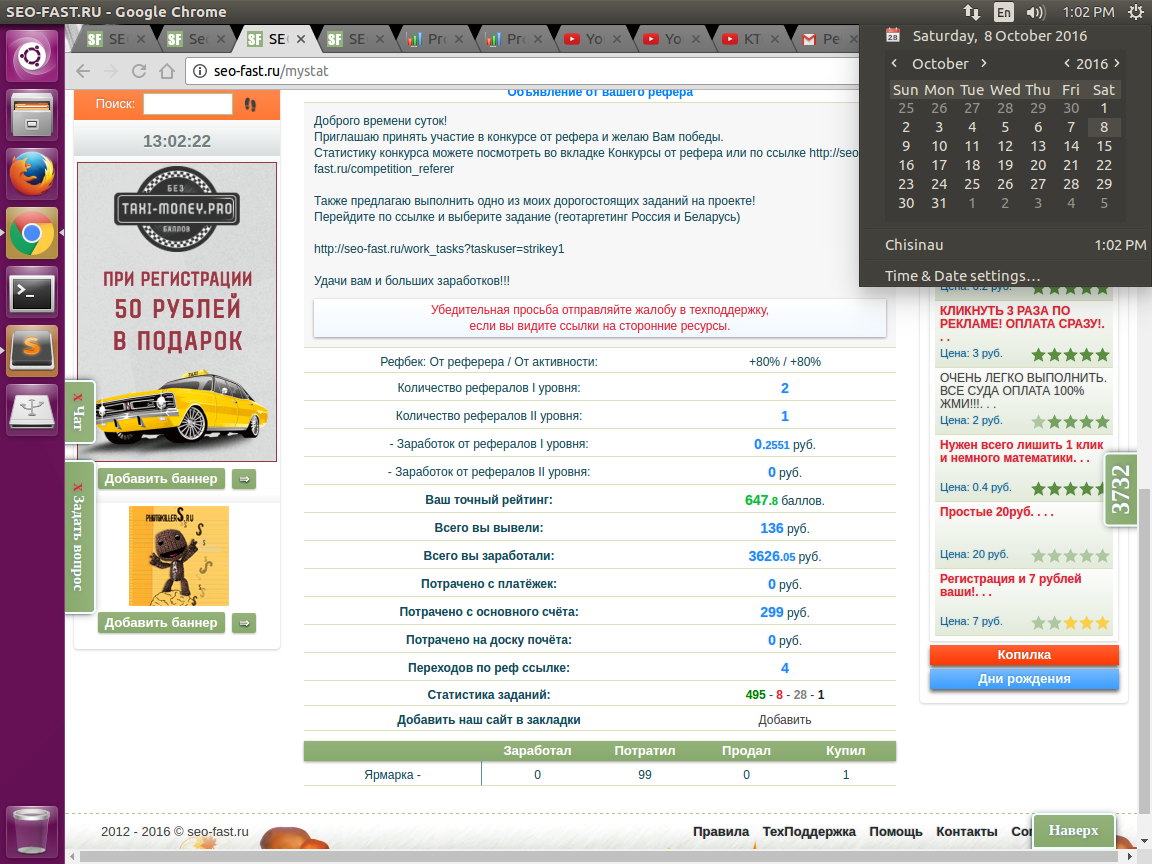 SEO-FAST.RU - Google Chrome
En
1:02 PM
SE
Se
SE
SE
Pr
Pr
Yo
Yo
KT
Pe
seo-fast.ru/mystat
28
Saturday, 8 October 2016
October
2016
Sun Mon Tue Wed Thu Fri Sat
25 26 27 28 29 30 1
2 3 4 5 6 7 8
9 10 11 12 13 14 15
16 17 18 19 20 21 22
23 24 25 26 27 28 29
30 31 1 2 3 4 5
Chisinau 1:02 PM
Time & Date settings…
Поиск:
13:02:22
БЕЗ
TAXI-MONEY.PRO
БАЛЛОВ
ПРИ РЕГИСТРАЦИИ
50 РУБЛЕЙ
В ПОДАРОК
TAXI
X Чат
X Задать вопрос
Добавить баннер ⇒
Добавить баннер ⇒
Объявление от вашего рефера
Доброго времени суток!
Приглашаю принять участие в конкурсе от рефера и желаю Вам победы.
Статистику конкурса можете посмотреть во вкладке Конкурсы от рефера или по ссылке http://seo-
fast.ru/competition_referer
Также предлагаю выполнить одно из моих дорогостоящих заданий на проекте!
Перейдите по ссылке и выберите задание (геотаргетинг Россия и Беларусь)
http://seo-fast.ru/work_tasks?taskuser=strikey1
Удачи вам и больших заработков!!!
Убедительная просьба отправляйте жалобу в техподдержку,
если вы видите ссылки на сторонние ресурсы.
Рефбек: От реферера / От активности: +80% / +80%
Количество рефералов I уровня: 2
Количество рефералов II уровня: 1
- Заработок от рефералов I уровня: 0.2551 руб.
- Заработок от рефералов II уровня: 0 руб.
Ваш точный рейтинг: 647.8 баллов.
Всего вы вывели: 136 руб.
Всего вы заработали: 3626.05 руб.
Потрачено с платёжек: 0 руб.
Потрачено с основного счёта: 299 руб.
Потрачено на доску почёта: 0 руб.
Переходов по реф ссылке: 4
Статистика заданий: 495 - 8 - 28 - 1
Добавить наш сайт в закладки Добавить
Заработал Потратил Продал Купил
Ярмарка - 0 99 0 1
Цена: 0.2 руб.
КЛИКНУТЬ 3 РАЗА ПО
РЕКЛАМЕ! ОПЛАТА СРАЗУ!.
. .
Цена: 3 руб.
ОЧЕНЬ ЛЕГКО ВЫПОЛНИТЬ.
ВСЕ СУДА ОПЛАТА 100%
ЖМИ!!!. . .
Цена: 2 руб.
Нужен всего лишить 1 клик
и немного математики. . .
Цена: 0.4 руб.
Простые 20руб. . . .
Цена: 20 руб.
Регистрация и 7 рублей
ваши!. . .
Цена: 7 руб.
3732
Копилка
Дни рождения
2012 - 2016 © seo-fast.ru
Правила ТехПоддержка Помощь Контакты
Наверх